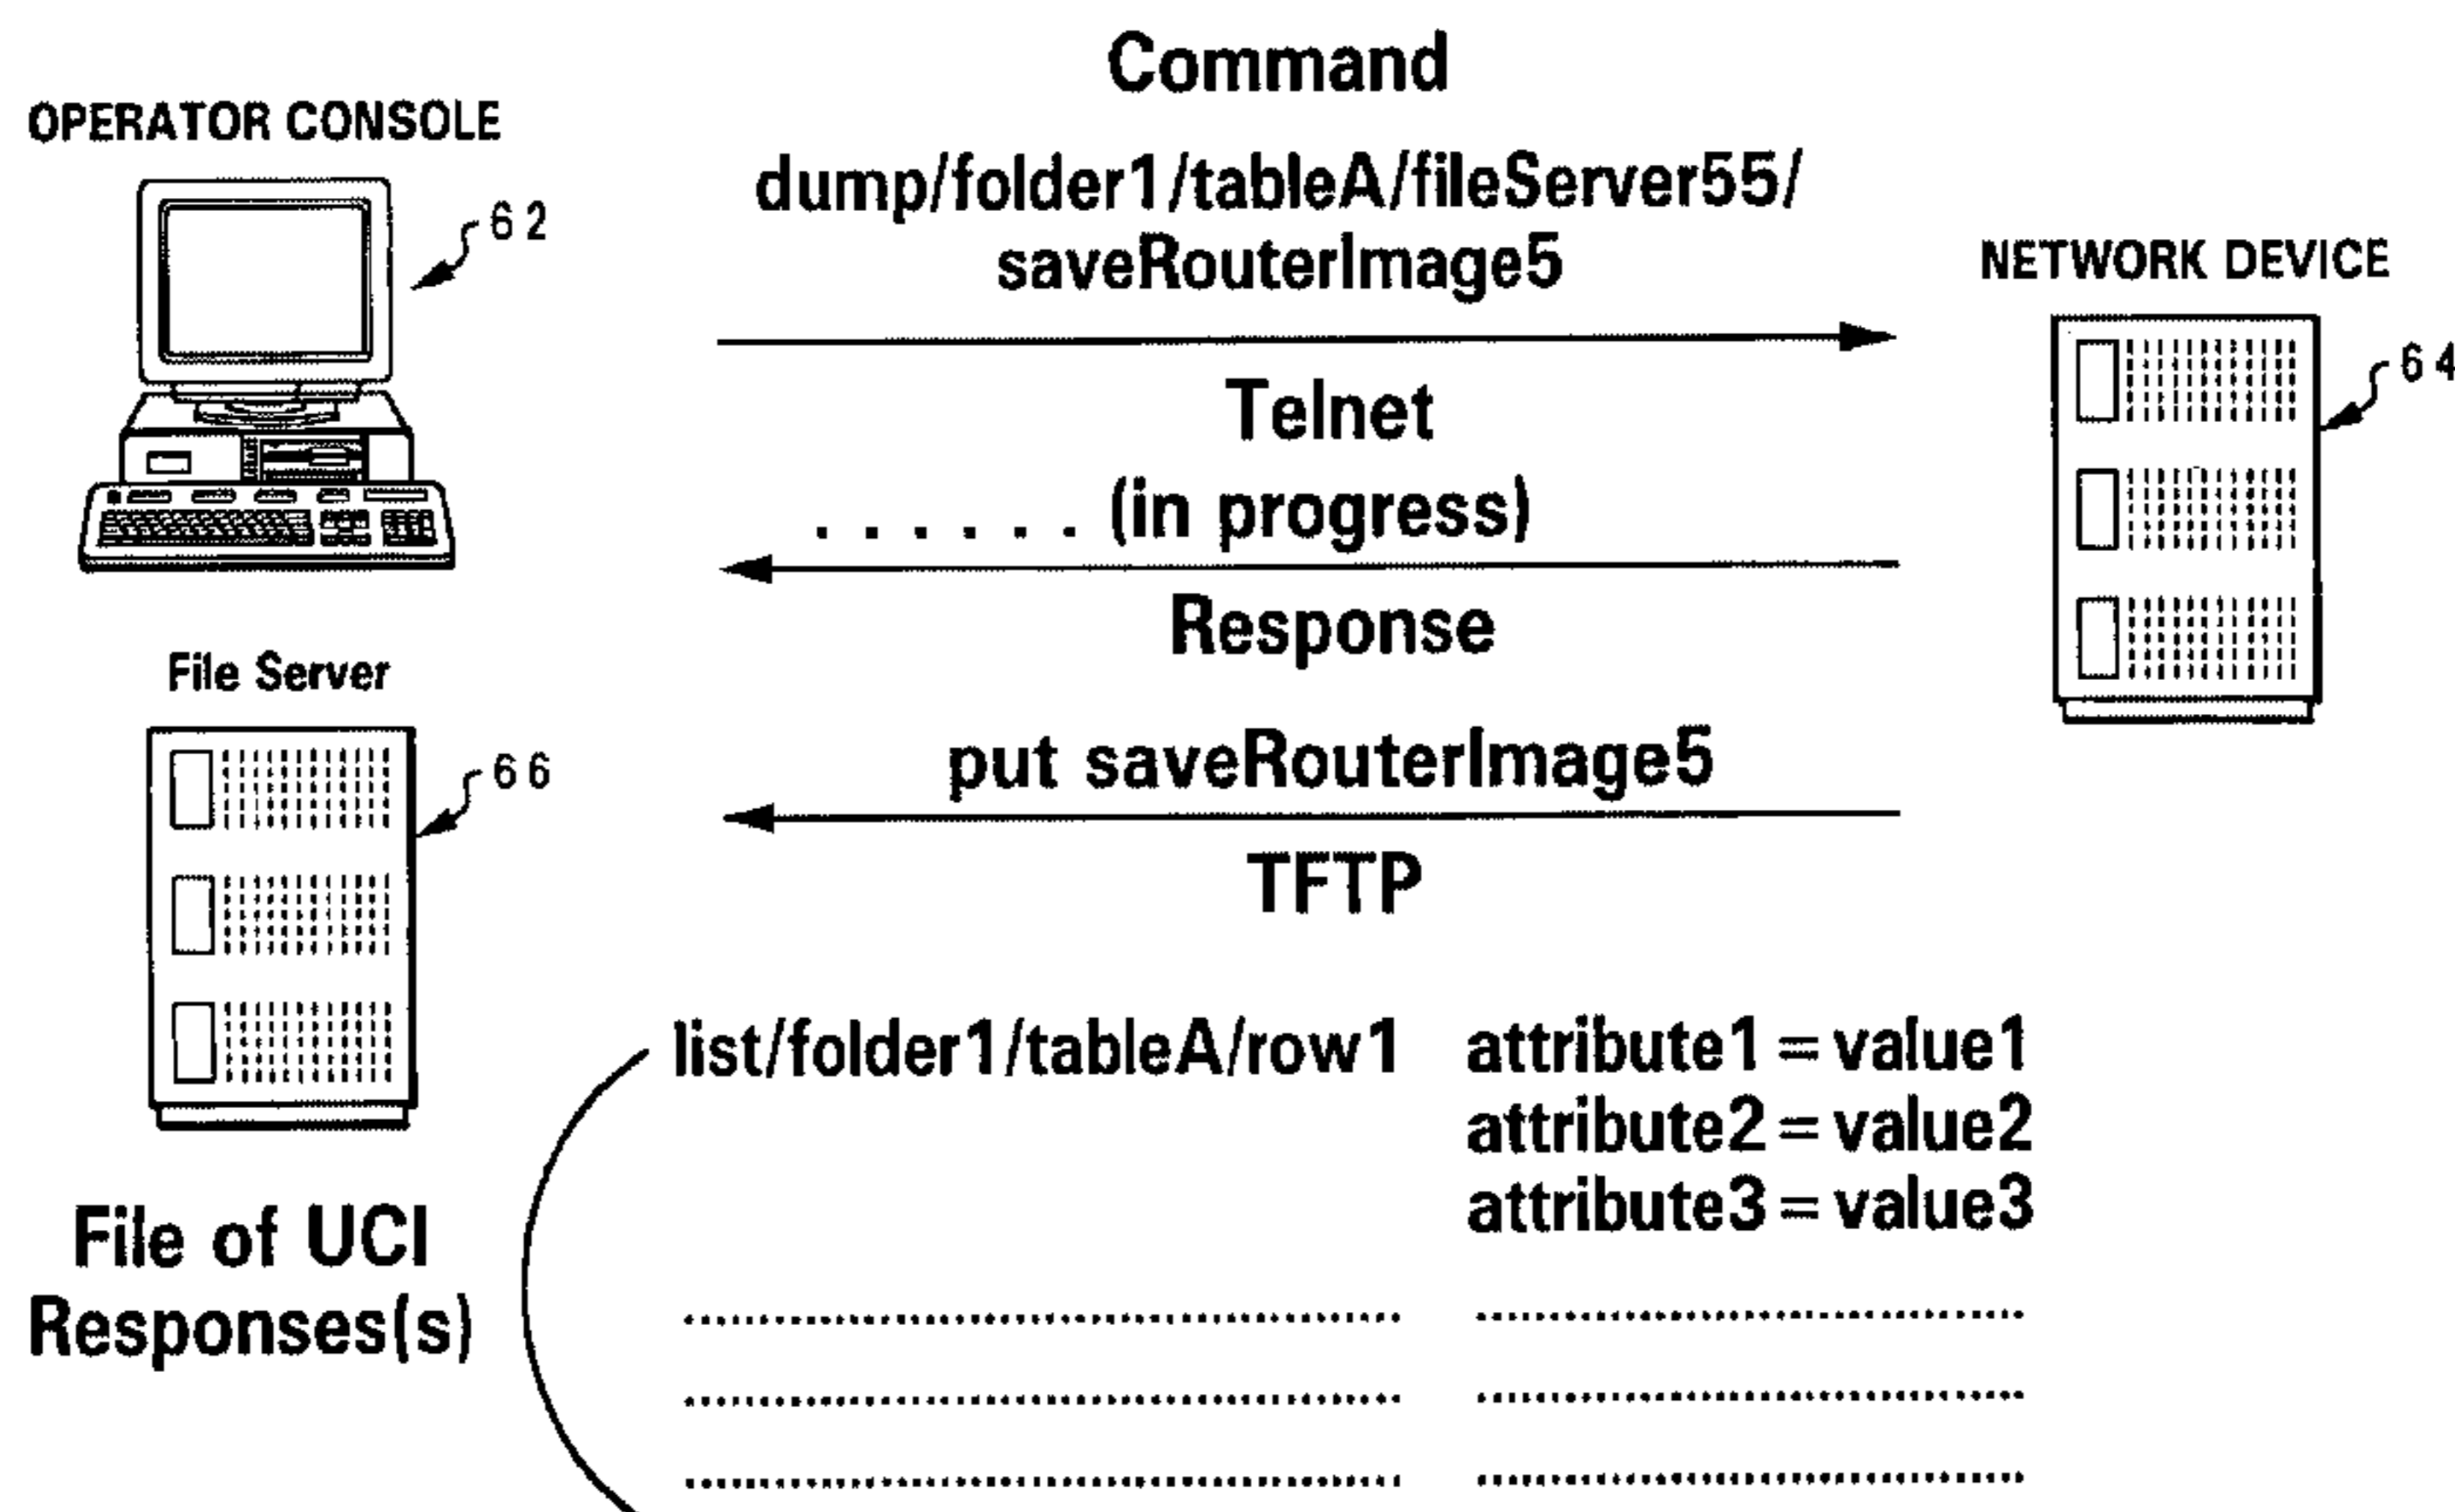 Command
OPERATOR CONSOLE
dump/folder1/tableA/fileServer55/
saveRouterImage5
62
NETWORK DEVICE
64
Telnet
. . . . . . (in progress)
Response
File Server
66
put saveRouterImage5
TFTP
list/folder1/tableA/row1 attribute1 = value1
attribute2 = value2
attribute3 = value3
File of UCI
Responses(s)